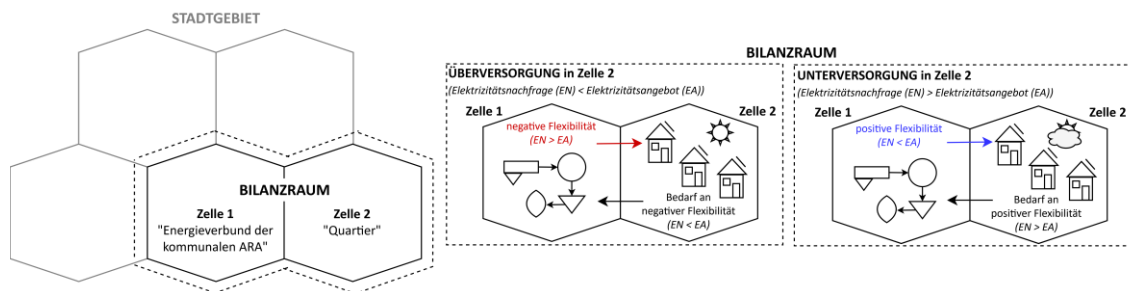 STADTGEBIET
BILANZRAUM
Zelle 1
"Energieverbund der
kommunalen ARA"
Zelle 2
"Quartier"
BILANZRAUM
ÜBERVERSORGUNG in Zelle 2
(Elektrizitätsnachfrage (EN) < Elektrizitätsangebot (EA))
Zelle 1
Zelle 2
negative Flexibilität
(EN > EA)
Bedarf an
negativer Flexibilität
(EN < EA)
UNTERVERSORGUNG in Zelle 2
(Elektrizitätsnachfrage (EN) > Elektrizitätsangebot (EA))
Zelle 1
Zelle 2
positive Flexibilität
(EN < EA)
Bedarf an
positiver Flexibilität
(EN > EA)